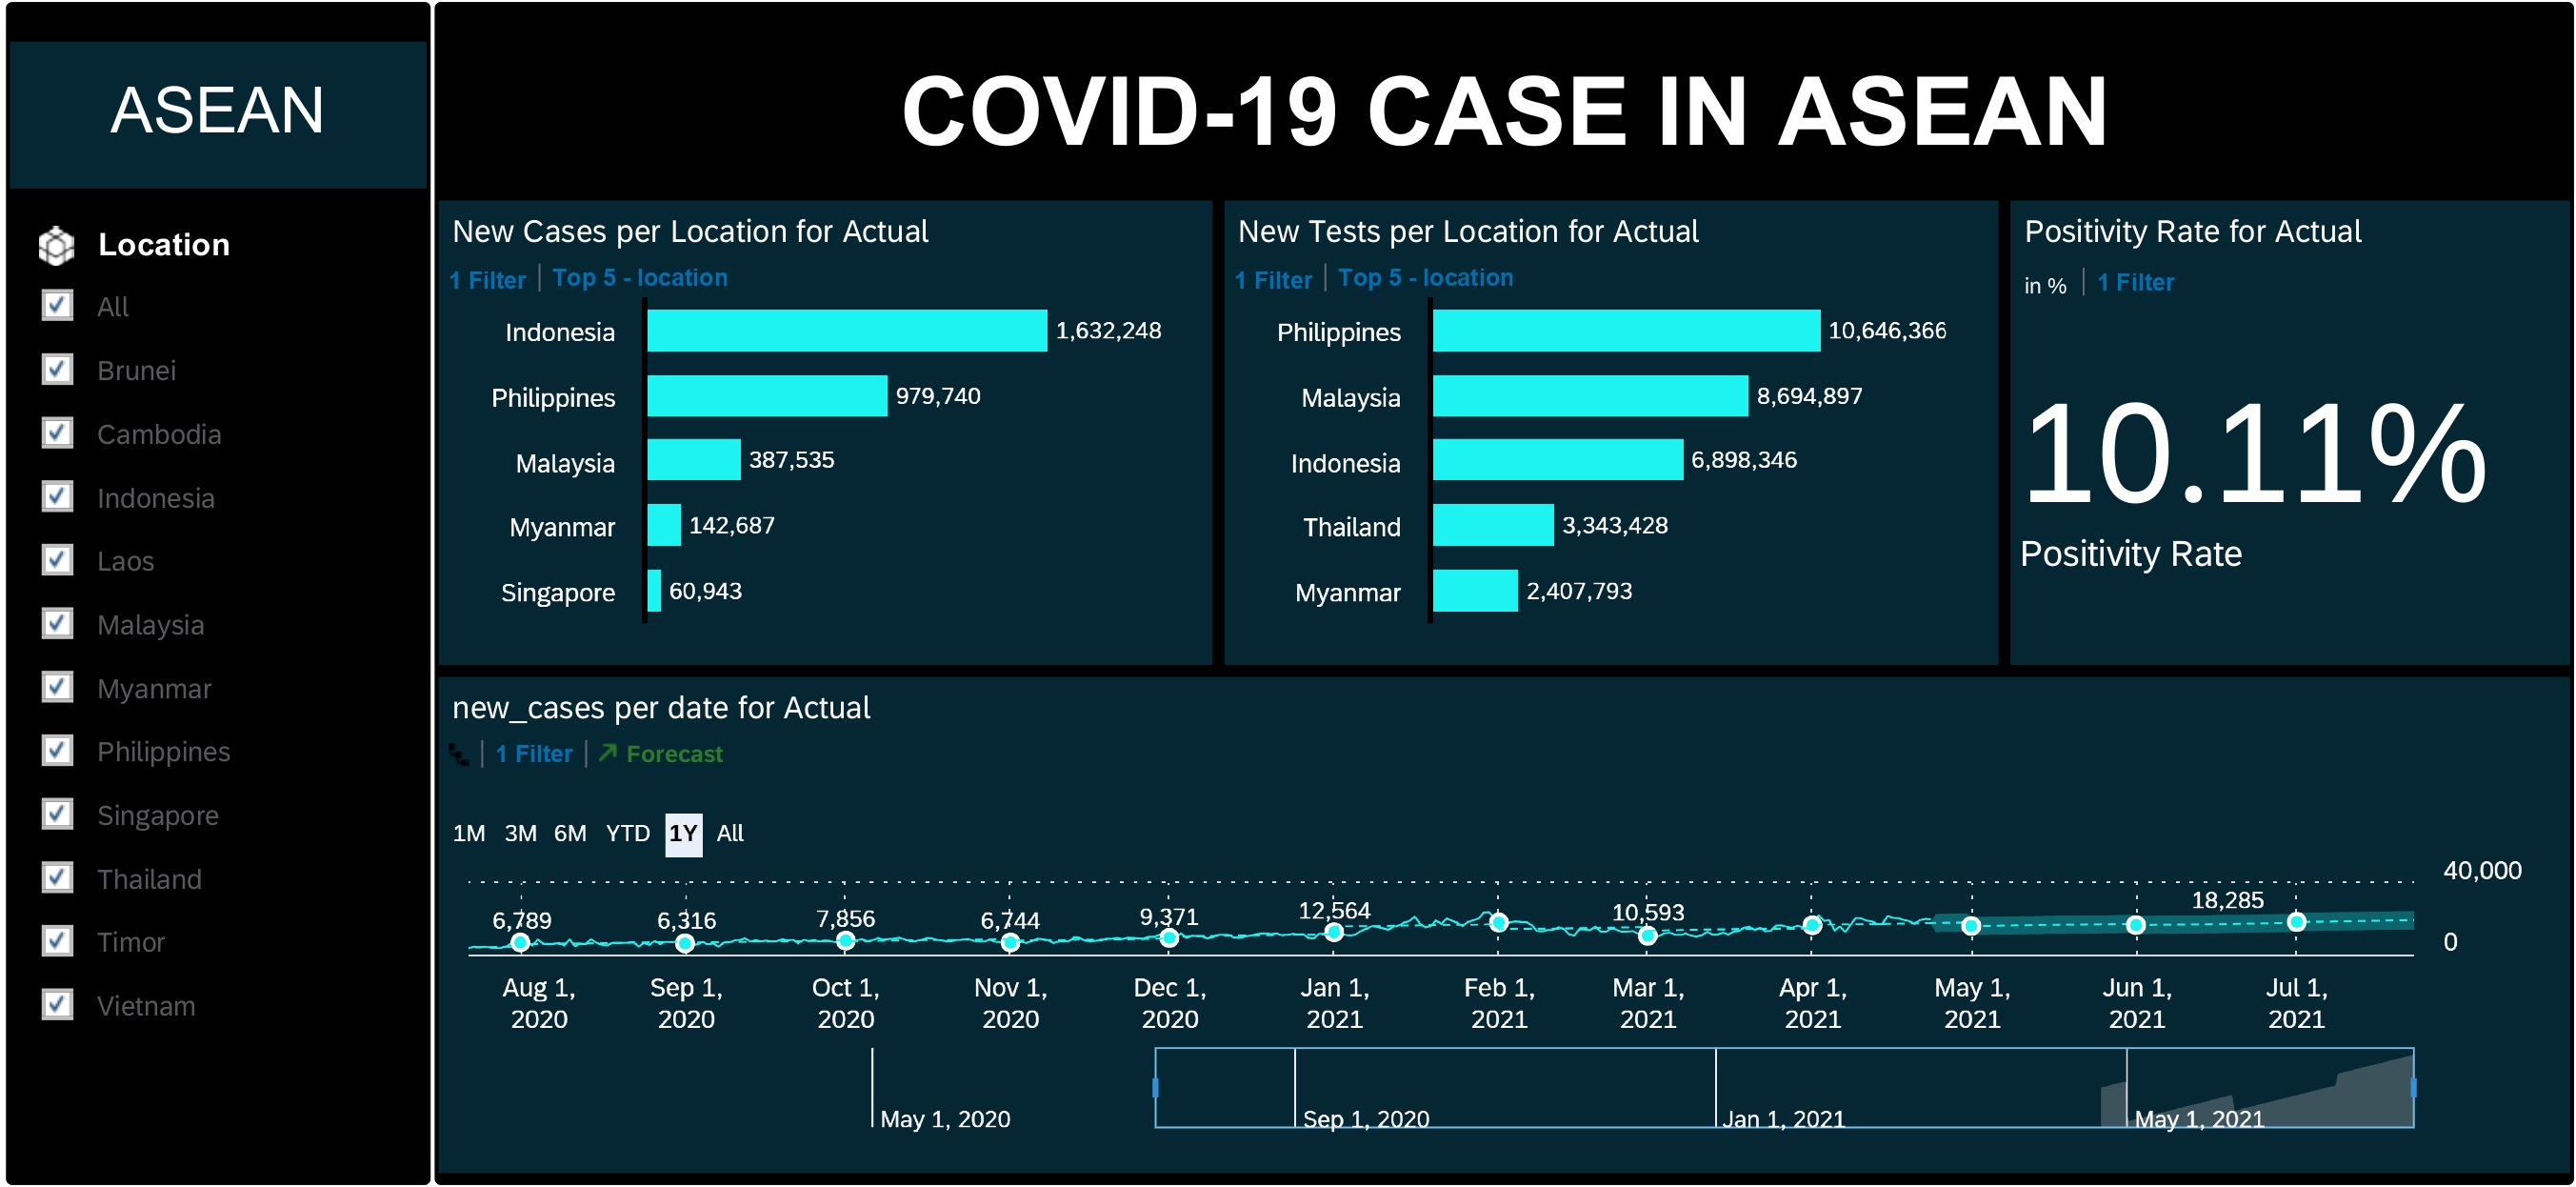 ASEAN
COVID-19 CASE IN ASEAN
Location
All
Brunei
Cambodia
Indonesia
Laos
Malaysia
Myanmar
Philippines
Singapore
Thailand
Timor
Vietnam
New Cases per Location for Actual
1 Filter | Top 5 - location
Indonesia 1,632,248
Philippines 979,740
Malaysia 387,535
Myanmar 142,687
Singapore 60,943
New Tests per Location for Actual
1 Filter | Top 5 - location
Philippines 10,646,366
Malaysia 8,694,897
Indonesia 6,898,346
Thailand 3,343,428
Myanmar 2,407,793
Positivity Rate for Actual
in % | 1 Filter
10.11%
Positivity Rate
new_cases per date for Actual
1 Filter | Forecast
1M 3M 6M YTD 1Y All
40,000
6,789 6,316 7,856 6,744 9,371 12,564 10,593 18,285
0
Aug 1, Sep 1, Oct 1, Nov 1, Dec 1, Jan 1, Feb 1, Mar 1, Apr 1, May 1, Jun 1, Jul 1,
2020 2020 2020 2020 2020 2021 2021 2021 2021 2021 2021 2021
May 1, 2020 Sep 1, 2020 Jan 1, 2021 May 1, 2021